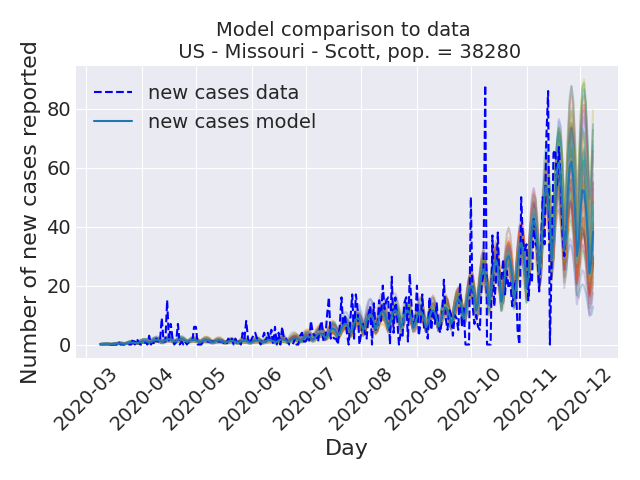 Model comparison to data
US - Missouri - Scott, pop. = 38280
new cases data
new cases model
Number of new cases reported
80
60
40
20
0
2020-03
2020-04
2020-05
2020-06
2020-07
2020-08
2020-09
2020-10
2020-11
2020-12
Day